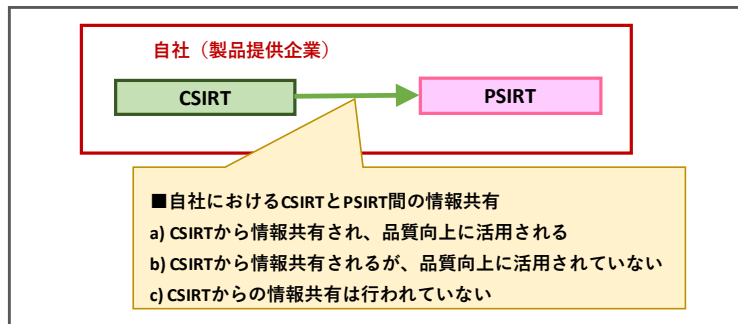 自社（製品提供企業）
CSIRT
PSIRT
■自社におけるCSIRTとPSIRT間の情報共有
a) CSIRTから情報共有され、品質向上に活用される
b) CSIRTから情報共有されるが、品質向上に活用されていない
c) CSIRTからの情報共有は行われていない